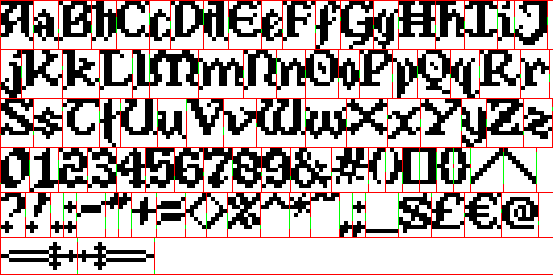 AaBbCcDdEeFfGgHhIiJ
jKkLlMmNnOoPpQqRr
SsTtUuVvWwXxYyZz
0123456789&#()[]{}/\
?!'.:-"+=<>%^*~,;_$£€@